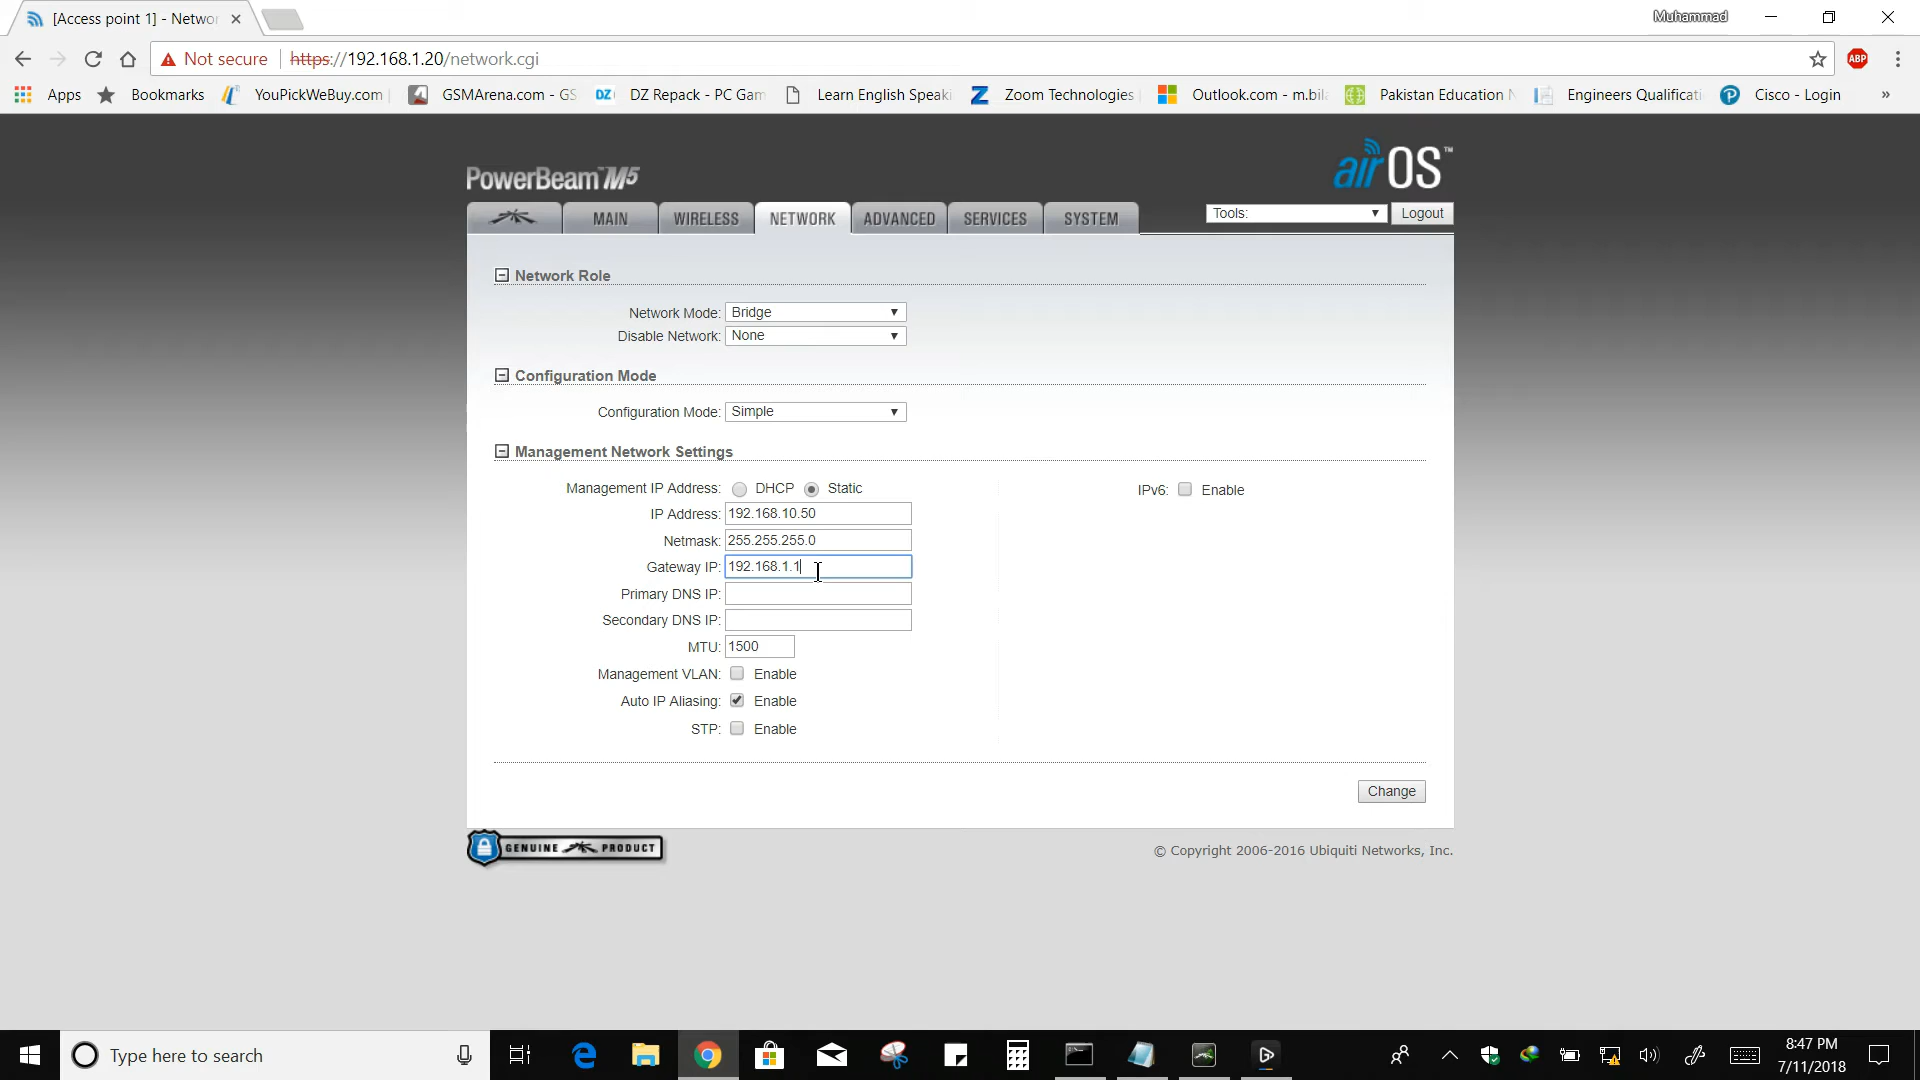 [Access point 1] - Networ
Muhammad
Not secure https://192.168.1.20/network.cgi
ABP
Apps Bookmarks YouPickWeBuy.com GSMArena.com - GS DZ DZ Repack - PC Gam Learn English Speaki Z Zoom Technologies Outlook.com - m.bil Pakistan Education N Engineers Qualificati Cisco - Login »
PowerBeam™M5
airOS™
MAIN WIRELESS NETWORK ADVANCED SERVICES SYSTEM
Tools: Logout
Network Role
Network Mode: Bridge
Disable Network: None
Configuration Mode
Configuration Mode: Simple
Management Network Settings
Management IP Address: DHCP Static
IPv6: Enable
IP Address: 192.168.10.50
Netmask: 255.255.255.0
Gateway IP: 192.168.1.1
Primary DNS IP:
Secondary DNS IP:
MTU: 1500
Management VLAN: Enable
Auto IP Aliasing: Enable
STP: Enable
Change
GENUINE PRODUCT
© Copyright 2006-2016 Ubiquiti Networks, Inc.
Type here to search
8:47 PM
7/11/2018